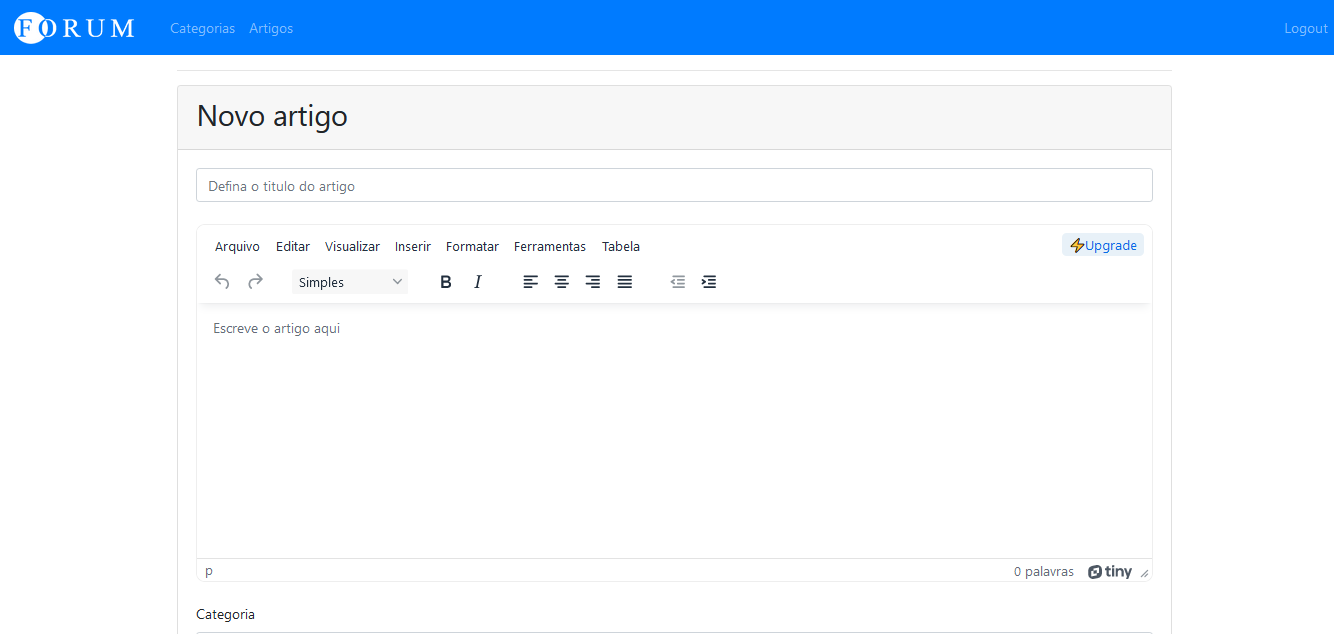 FORUM Categorias Artigos Logout
Novo artigo
Defina o titulo do artigo
Arquivo Editar Visualizar Inserir Formatar Ferramentas Tabela ⚡Upgrade
Simples B I
Escreve o artigo aqui
p 0 palavras tiny
Categoria